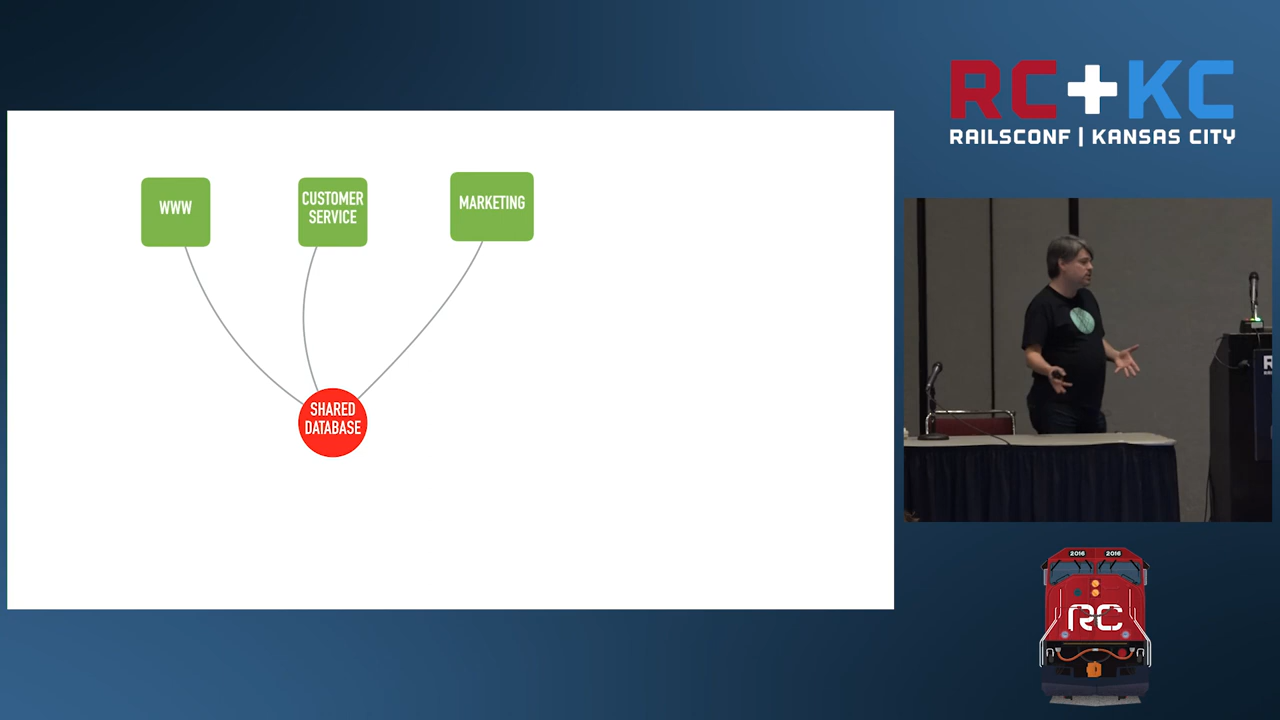 WWW
CUSTOMER
SERVICE
MARKETING
SHARED
DATABASE
RC+KC
RAILSCONF | KANSAS CITY
2016 2016
RC